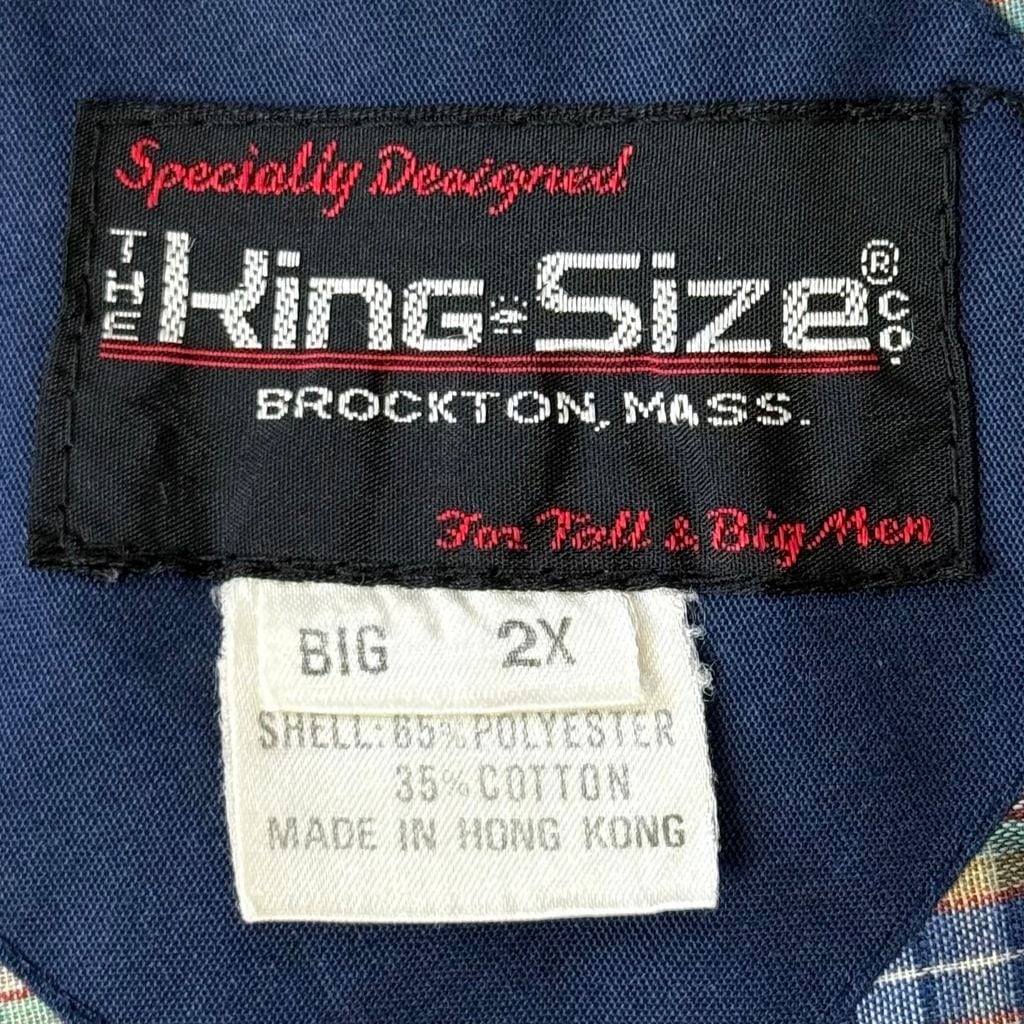 Specially Designed
THE King-Size® CO.
BROCKTON, MASS.
For Tall & Big Men
BIG 2X
SHELL: 65% POLYESTER
35% COTTON
MADE IN HONG KONG